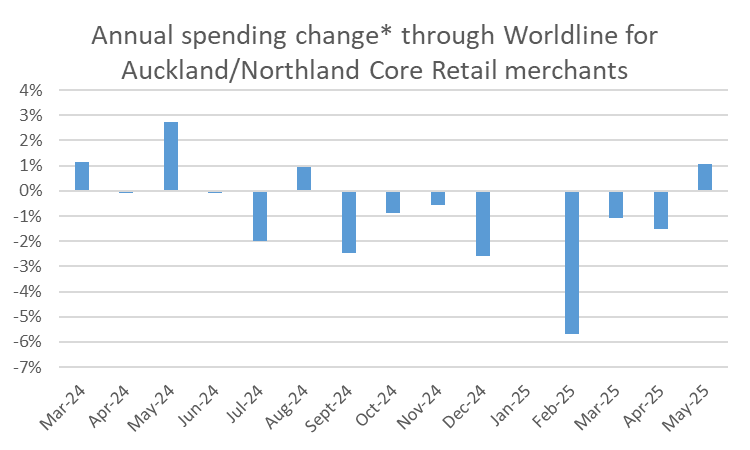 Annual spending change* through Worldline for
Auckland/Northland Core Retail merchants
4%
3%
2%
1%
0%
-1%
-2%
-3%
-4%
-5%
-6%
-7%
Mar-24
Apr-24
May-24
Jun-24
Jul-24
Aug-24
Sept-24
Oct-24
Nov-24
Dec-24
Jan-25
Feb-25
Mar-25
Apr-25
May-25